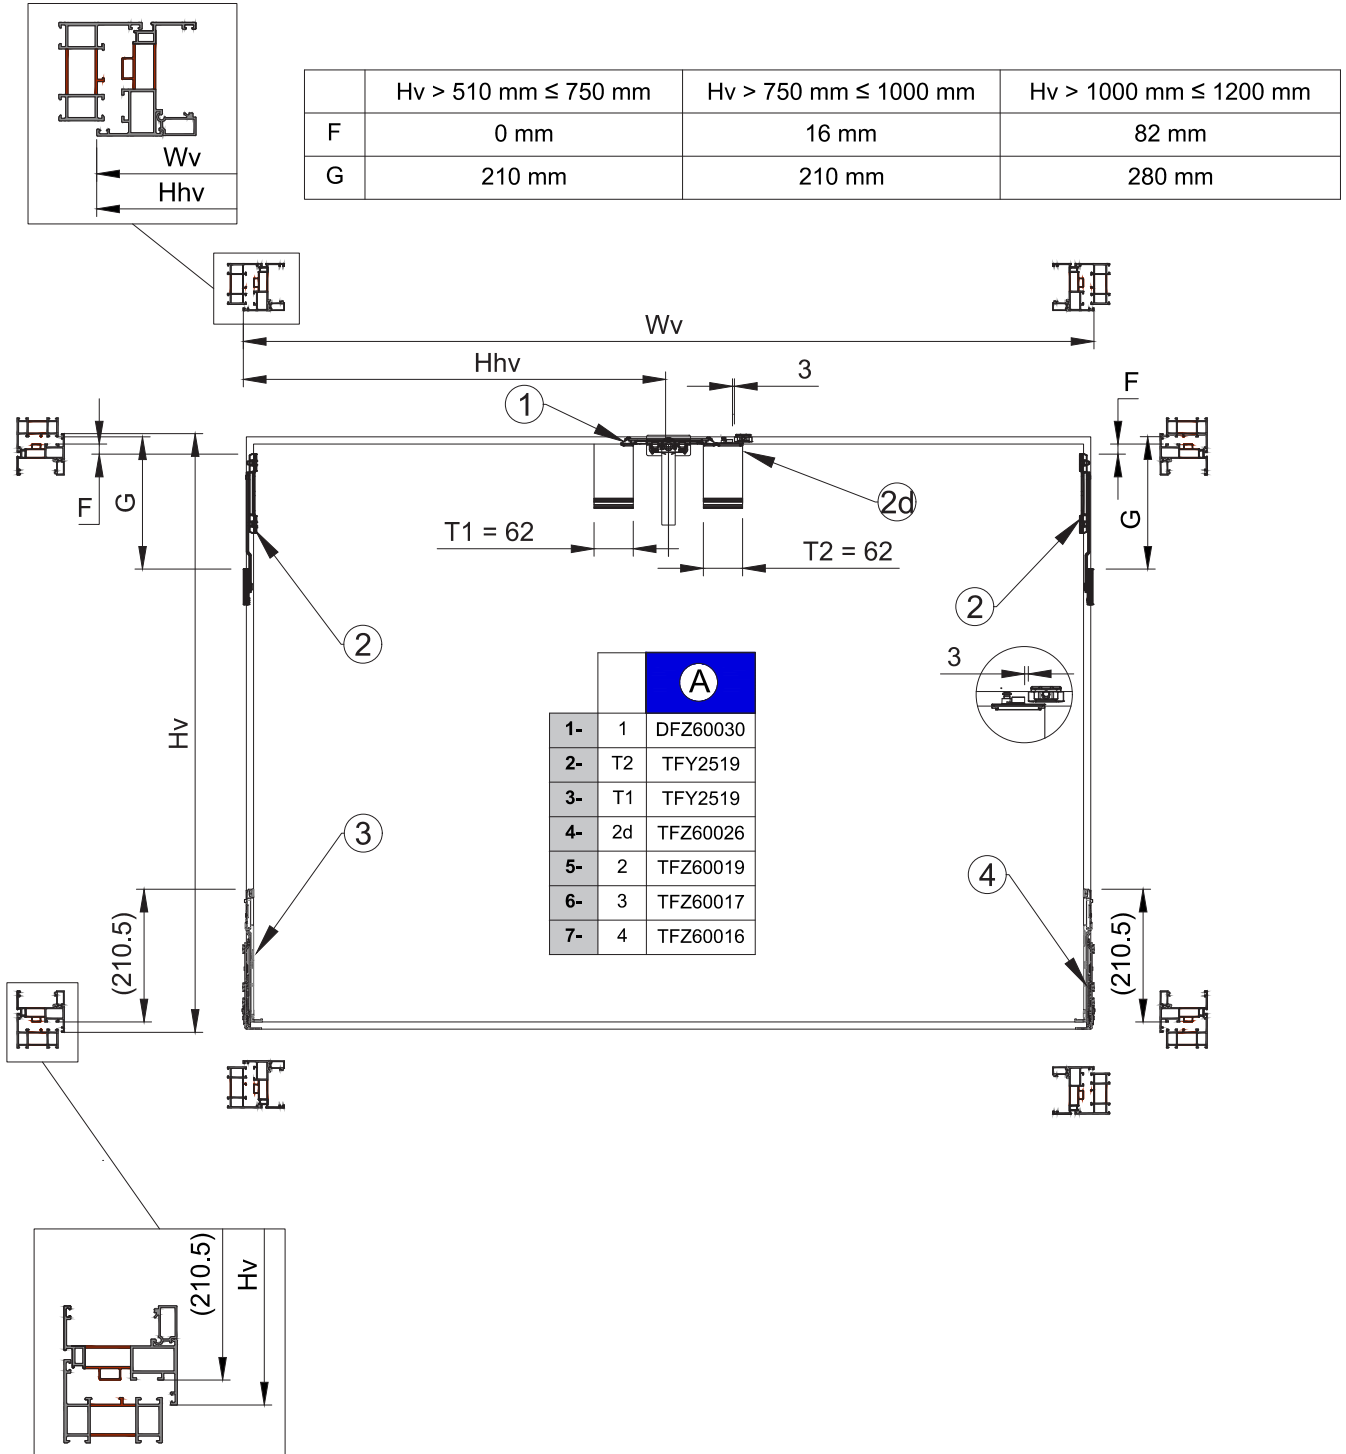 Wv
Hhv
Hv > 510 mm ≤ 750 mm Hv > 750 mm ≤ 1000 mm Hv > 1000 mm ≤ 1200 mm
F 0 mm 16 mm 82 mm
G 210 mm 210 mm 280 mm
Wv
Hhv
3
1
F
F
G
2d
G
T1 = 62
T2 = 62
2
2
3
Hv
A
1- 1 DFZ60030
2- T2 TFY2519
3- T1 TFY2519
4- 2d TFZ60026
5- 2 TFZ60019
6- 3 TFZ60017
7- 4 TFZ60016
3
4
(210.5)
(210.5)
(210.5)
Hv